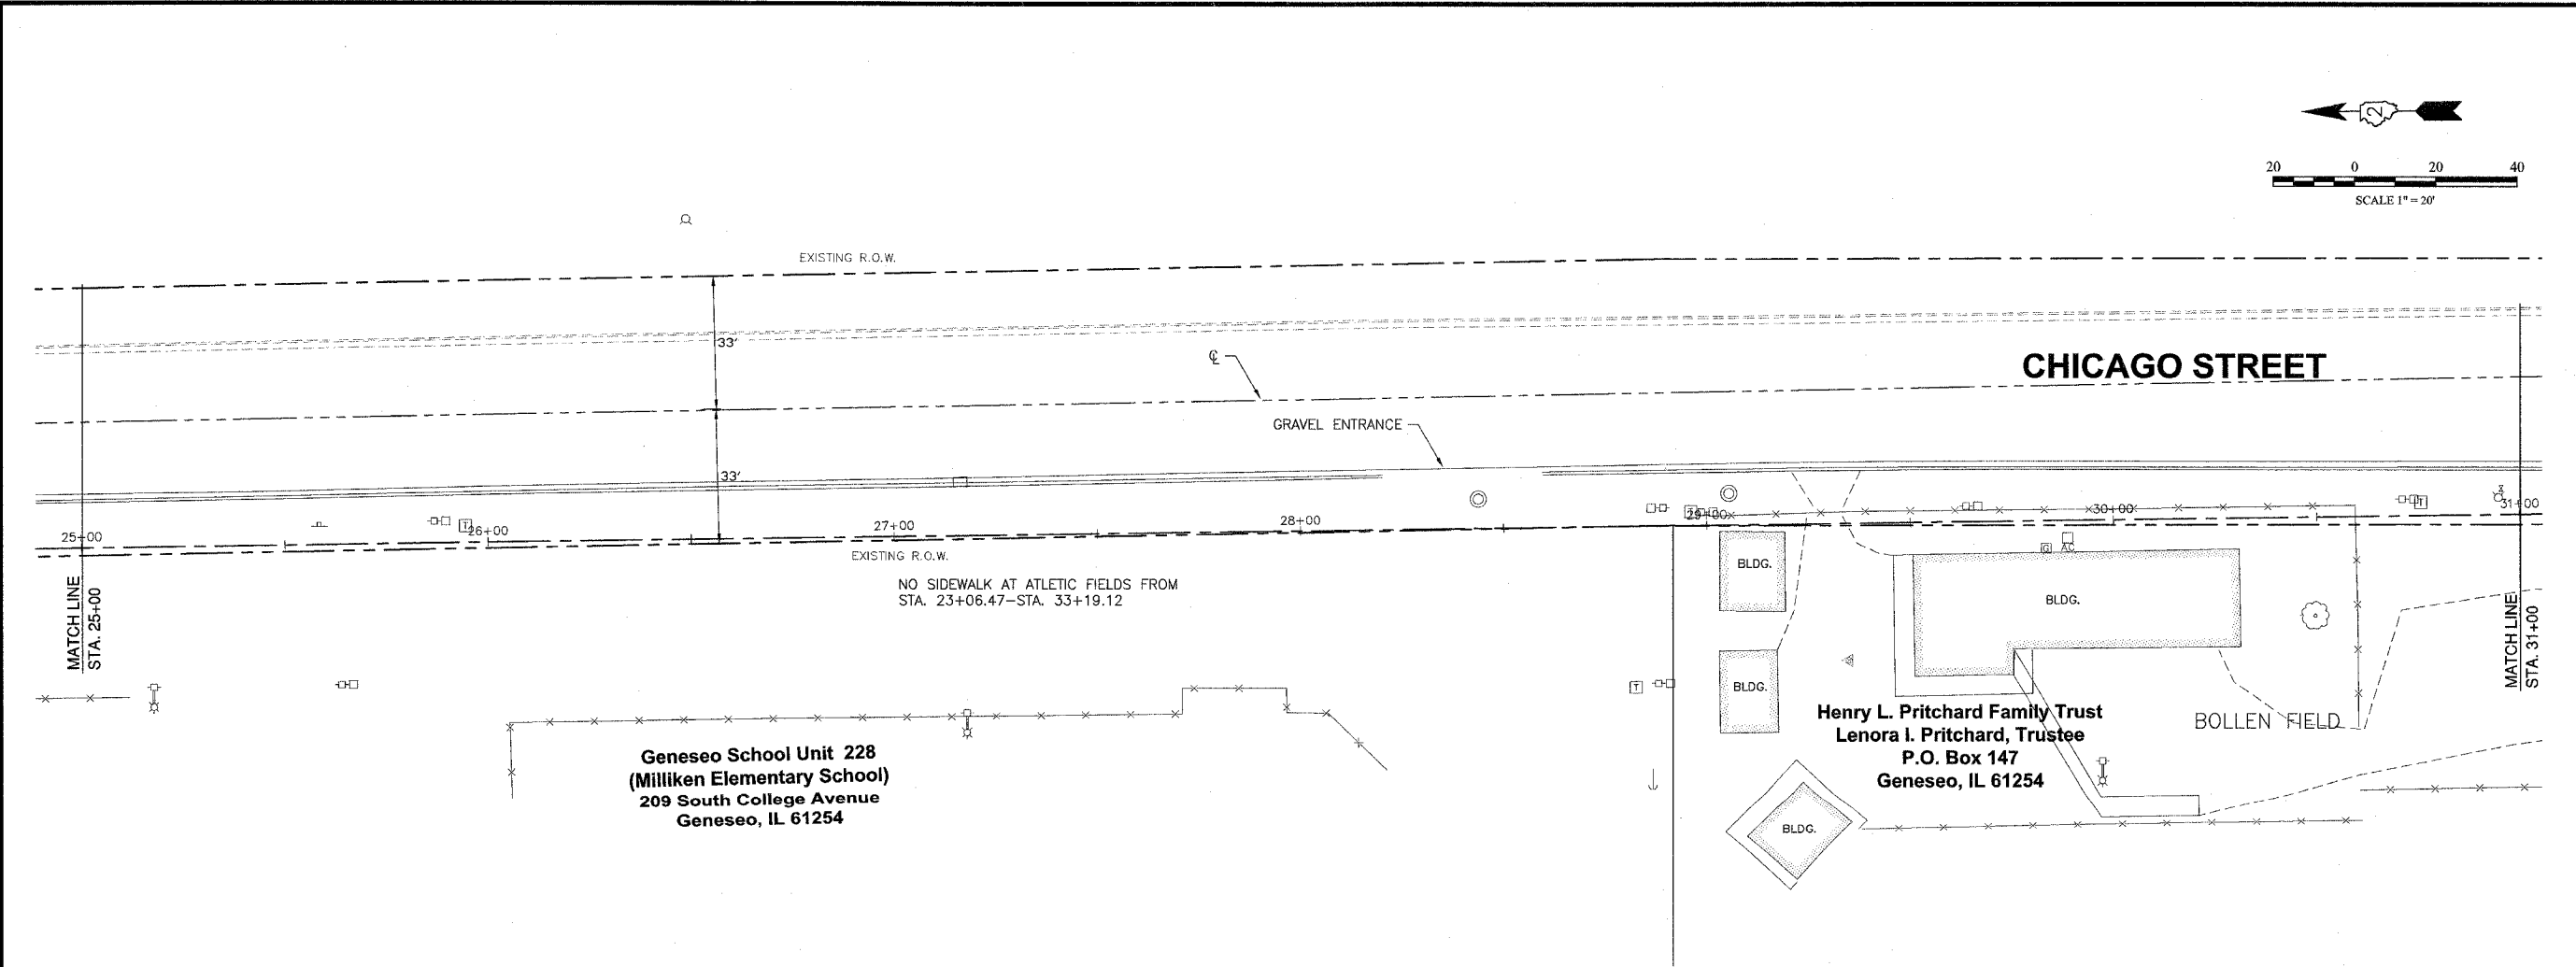 20 0 20 40
SCALE 1" = 20'
EXISTING R.O.W.
33'
CHICAGO STREET
GRAVEL ENTRANCE
33'
25+00
26+00
27+00
28+00
29+00
30+00
31+00
T
T
T
EXISTING R.O.W.
G AC
NO SIDEWALK AT ATLETIC FIELDS FROM
STA. 23+06.47-STA. 33+19.12
BLDG.
BLDG.
MATCH LINE
STA. 25+00
MATCH LINE
STA. 31+00
T
BLDG.
Henry L. Pritchard Family Trust
Lenora I. Pritchard, Trustee
P.O. Box 147
Geneseo, IL 61254
BOLLEN FIELD
Geneseo School Unit 228
(Milliken Elementary School)
209 South College Avenue
Geneseo, IL 61254
BLDG.